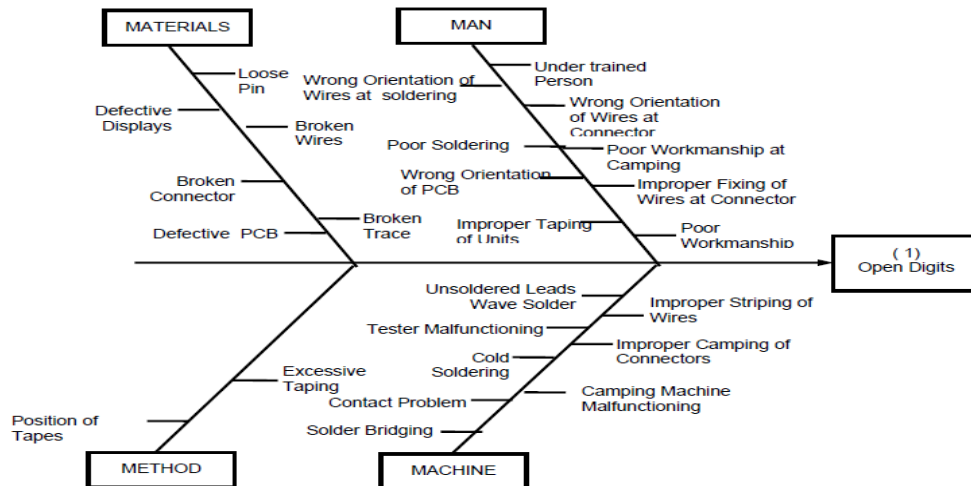 MATERIALS
MAN
Loose
Pin
Defective
Displays
Broken
Wires
Broken
Connector
Broken
Trace
Defective PCB
Under trained
Person
Wrong Orientation of
Wires at soldering
Wrong Orientation
of Wires at
Connector
Poor Soldering
Poor Workmanship at
Camping
Wrong Orientation
of PCB
Improper Fixing of
Wires at Connector
Improper Taping
of Units
Poor
Workmanship
( 1)
Open Digits
Unsoldered Leads
Wave Solder
Improper Striping of
Wires
Tester Malfunctioning
Improper Camping of
Connectors
Cold
Soldering
Excessive
Taping
Camping Machine
Malfunctioning
Contact Problem
Position of
Tapes
Solder Bridging
METHOD
MACHINE